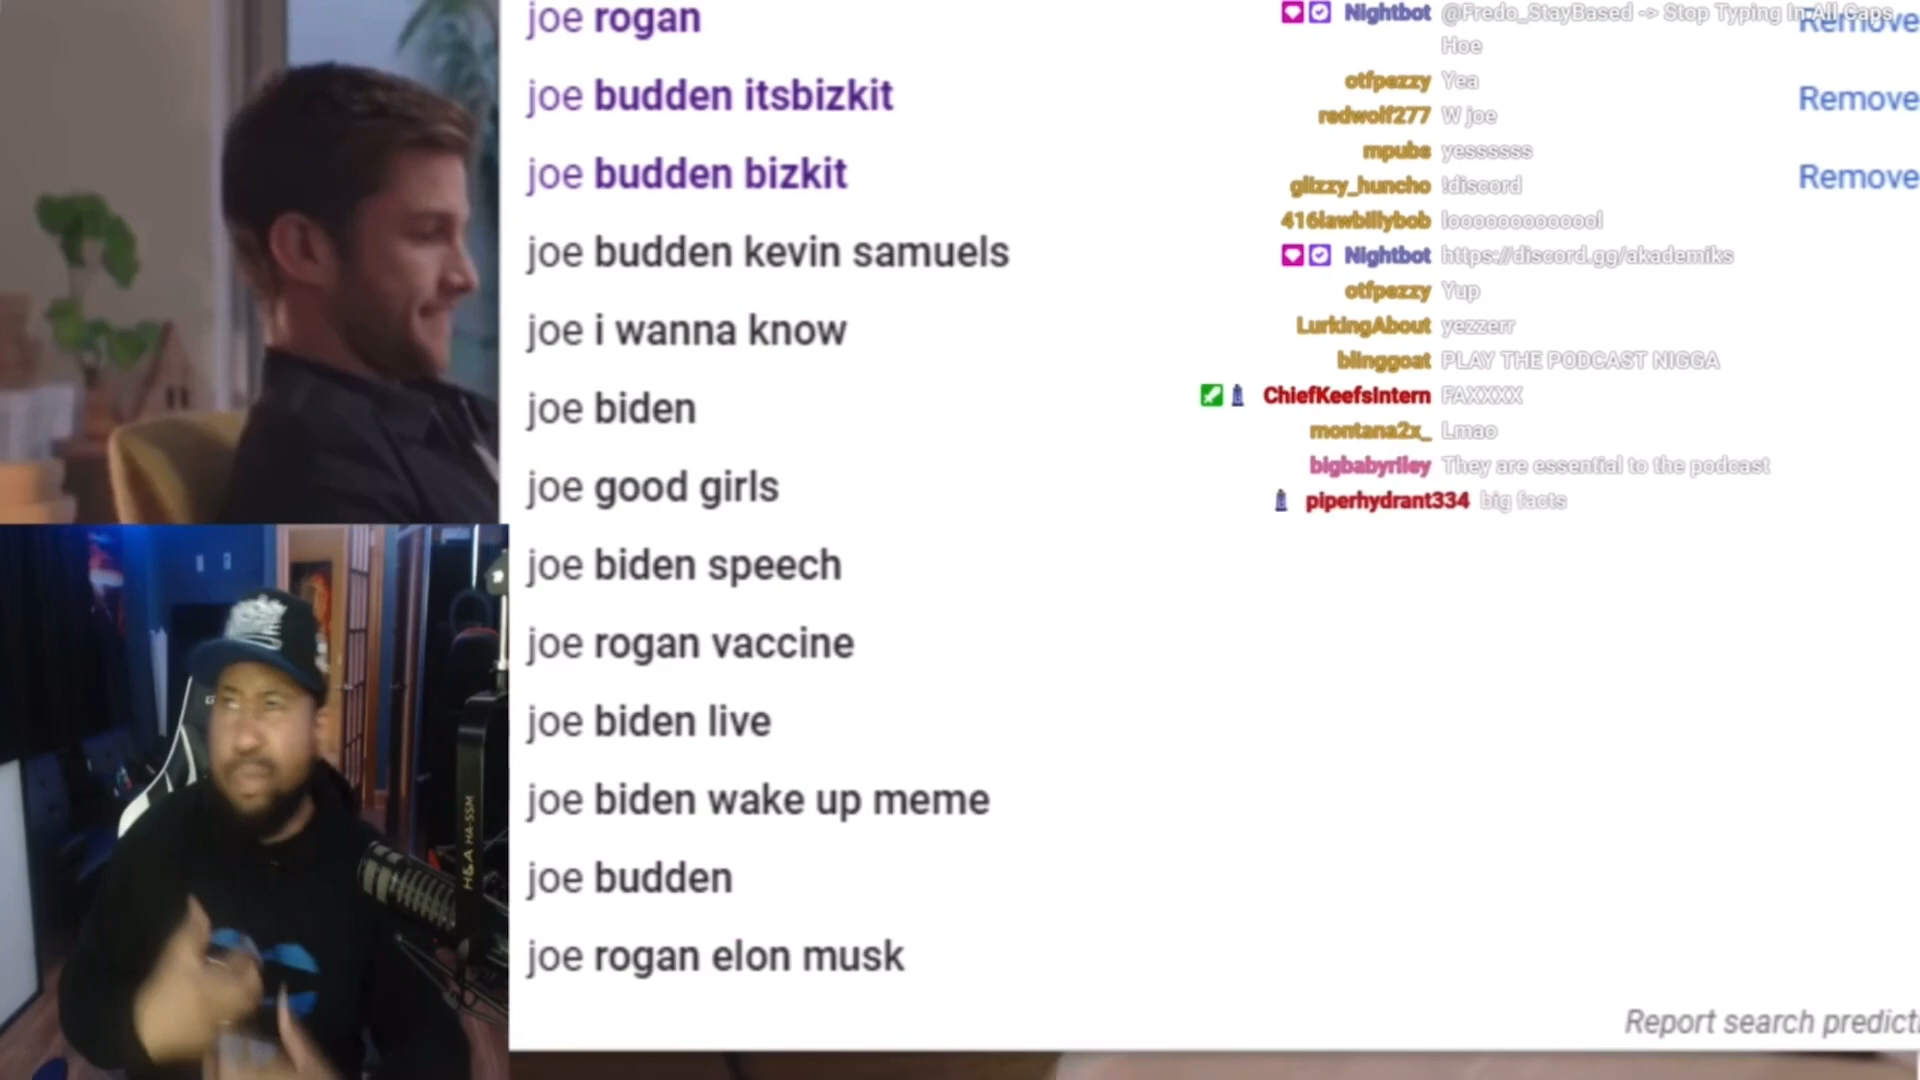 joe rogan
joe budden itsbizkit
joe budden bizkit
joe budden kevin samuels
joe i wanna know
joe biden
joe good girls
joe biden speech
joe rogan vaccine
joe biden live
joe biden wake up meme
joe budden
joe rogan elon musk
Remove
Remove
Remove
Report search predict
Nightbot @Fredo_StayBased -> Stop Typing In All Caps
Hoe
otfpezzy Yea
redwolf277 W joe
mpubs yessssss
glizzy_huncho !discord
416lawbillybob looooooooooool
Nightbot https://discord.gg/akademiks
otfpezzy Yup
LurkingAbout yezzerr
blinggoat PLAY THE PODCAST NIGGA
ChiefKeefsIntern FAXXXX
montana2x_ Lmao
bigbabyriley They are essential to the podcast
piperhydrant334 big facts
H&A HA-SSM